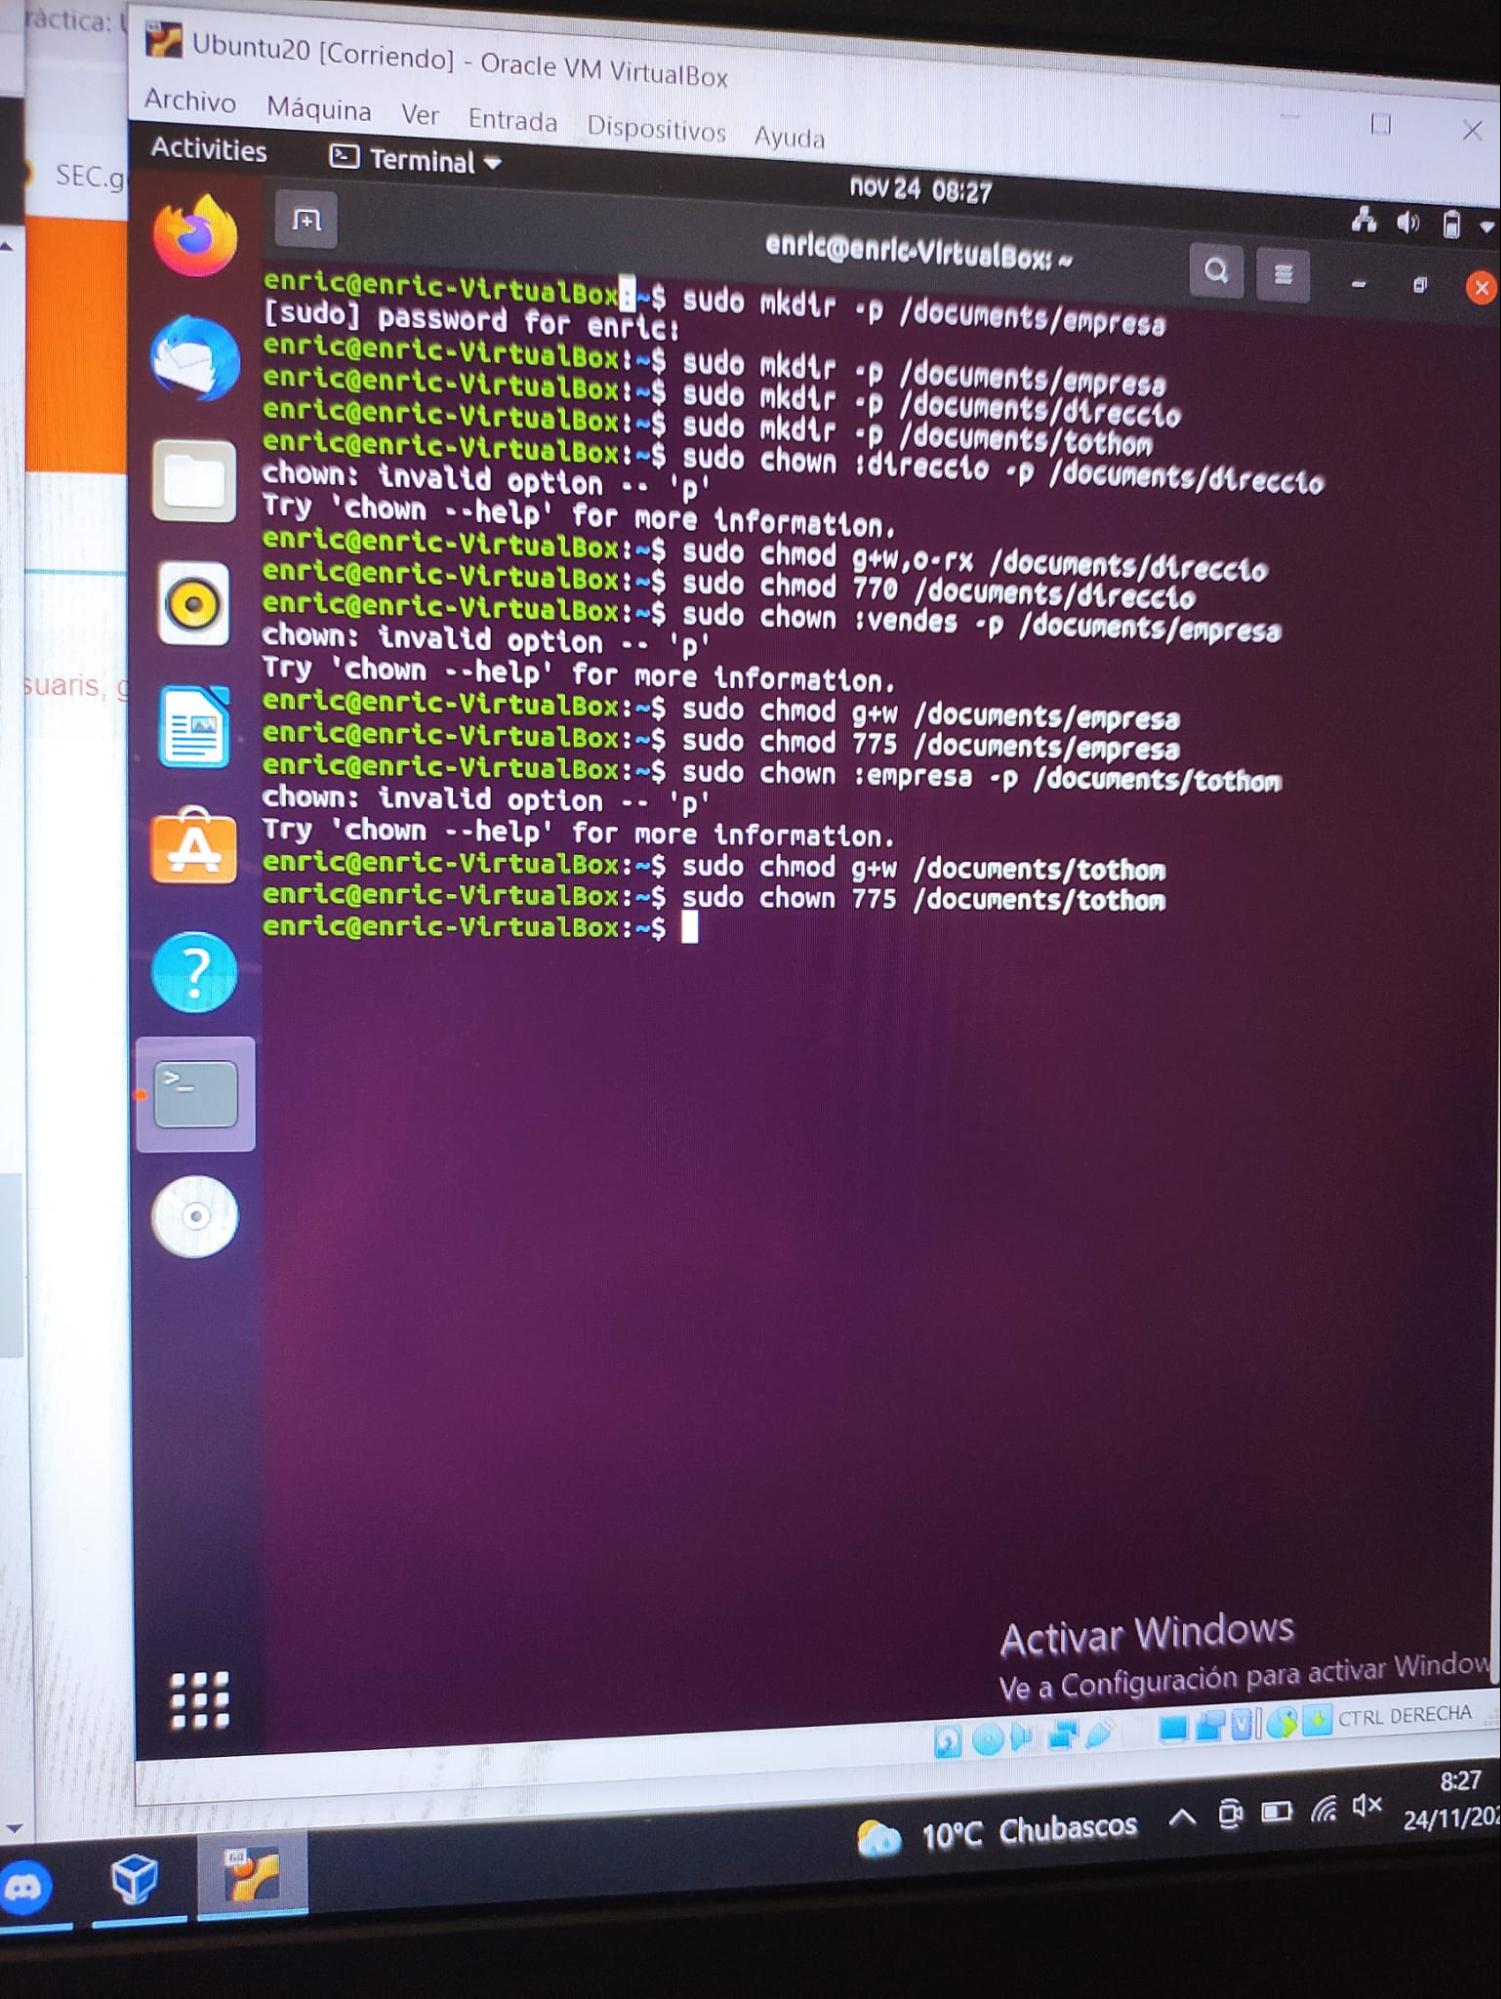 ràctica: U
Ubuntu20 [Corriendo] - Oracle VM VirtualBox
Archivo Máquina Ver Entrada Dispositivos Ayuda
Activities Terminal
nov 24 08:27
SEC.g
enric@enric-VirtualBox: ~
enric@enric-VirtualBox:~$ sudo mkdir -p /documents/empresa
[sudo] password for enric:
enric@enric-VirtualBox:~$ sudo mkdir -p /documents/empresa
enric@enric-VirtualBox:~$ sudo mkdir -p /documents/direccio
enric@enric-VirtualBox:~$ sudo mkdir -p /documents/tothom
enric@enric-VirtualBox:~$ sudo chown :direccio -p /documents/direccio
chown: invalid option -- 'p'
Try 'chown --help' for more information.
enric@enric-VirtualBox:~$ sudo chmod g+w,o-rx /documents/direccio
enric@enric-VirtualBox:~$ sudo chmod 770 /documents/direccio
enric@enric-VirtualBox:~$ sudo chown :vendes -p /documents/empresa
chown: invalid option -- 'p'
Try 'chown --help' for more information.
enric@enric-VirtualBox:~$ sudo chmod g+w /documents/empresa
enric@enric-VirtualBox:~$ sudo chmod 775 /documents/empresa
enric@enric-VirtualBox:~$ sudo chown :empresa -p /documents/tothom
chown: invalid option -- 'p'
Try 'chown --help' for more information.
enric@enric-VirtualBox:~$ sudo chmod g+w /documents/tothom
enric@enric-VirtualBox:~$ sudo chown 775 /documents/tothom
enric@enric-VirtualBox:~$
suaris, g
Activar Windows
Ve a Configuración para activar Window
CTRL DERECHA
10°C Chubascos
8:27
24/11/202